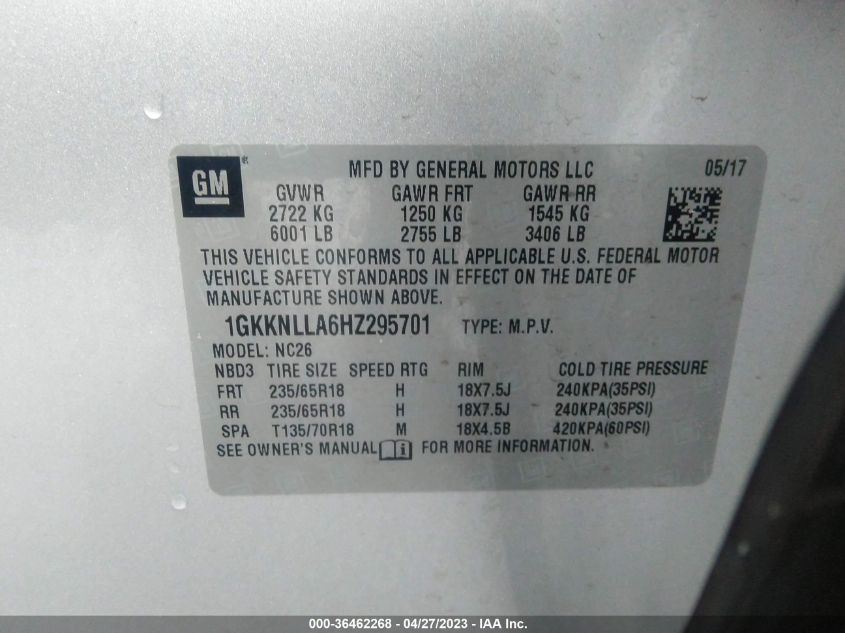 GM
MFD BY GENERAL MOTORS LLC 05/17
GVWR GAWR FRT GAWR RR
2722 KG 1250 KG 1545 KG
6001 LB 2755 LB 3406 LB
THIS VEHICLE CONFORMS TO ALL APPLICABLE U.S. FEDERAL MOTOR
VEHICLE SAFETY STANDARDS IN EFFECT ON THE DATE OF
MANUFACTURE SHOWN ABOVE.
1GKKNLLA6HZ295701 TYPE: M.P.V.
MODEL: NC26
NBD3 TIRE SIZE SPEED RTG RIM COLD TIRE PRESSURE
FRT 235/65R18 H 18X7.5J 240KPA(35PSI)
RR 235/65R18 H 18X7.5J 240KPA(35PSI)
SPA T135/70R18 M 18X4.5B 420KPA(60PSI)
SEE OWNER'S MANUAL FOR MORE INFORMATION.
000-36462268 - 04/27/2023 - IAA Inc.